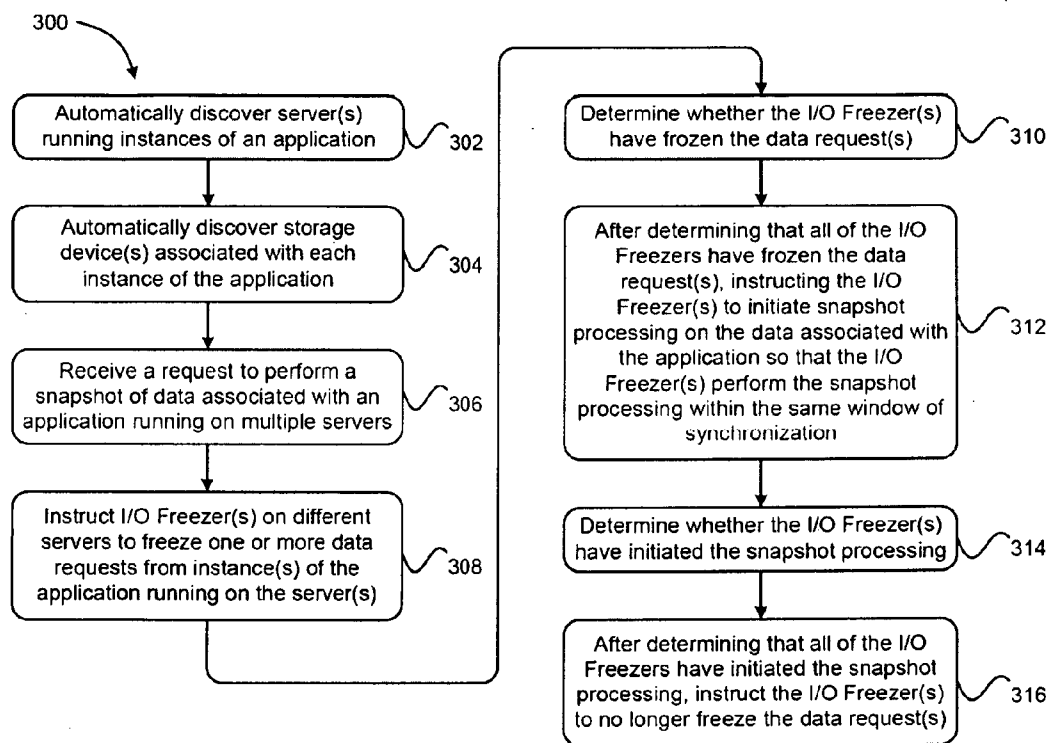 300
Automatically discover server(s)
running instances of an application
302
Automatically discover storage
device(s) associated with each
instance of the application
304
Receive a request to perform a
snapshot of data associated with an
application running on multiple servers
306
Instruct I/O Freezer(s) on different
servers to freeze one or more data
requests from instance(s) of the
application running on the server(s)
308
Determine whether the I/O Freezer(s)
have frozen the data request(s)
310
After determining that all of the I/O
Freezers have frozen the data
request(s), instructing the I/O
Freezer(s) to initiate snapshot
processing on the data associated with
the application so that the I/O
Freezer(s) perform the snapshot
processing within the same window of
synchronization
312
Determine whether the I/O Freezer(s)
have initiated the snapshot processing
314
After determining that all of the I/O
Freezers have initiated the snapshot
processing, instruct the I/O Freezer(s)
to no longer freeze the data request(s)
316